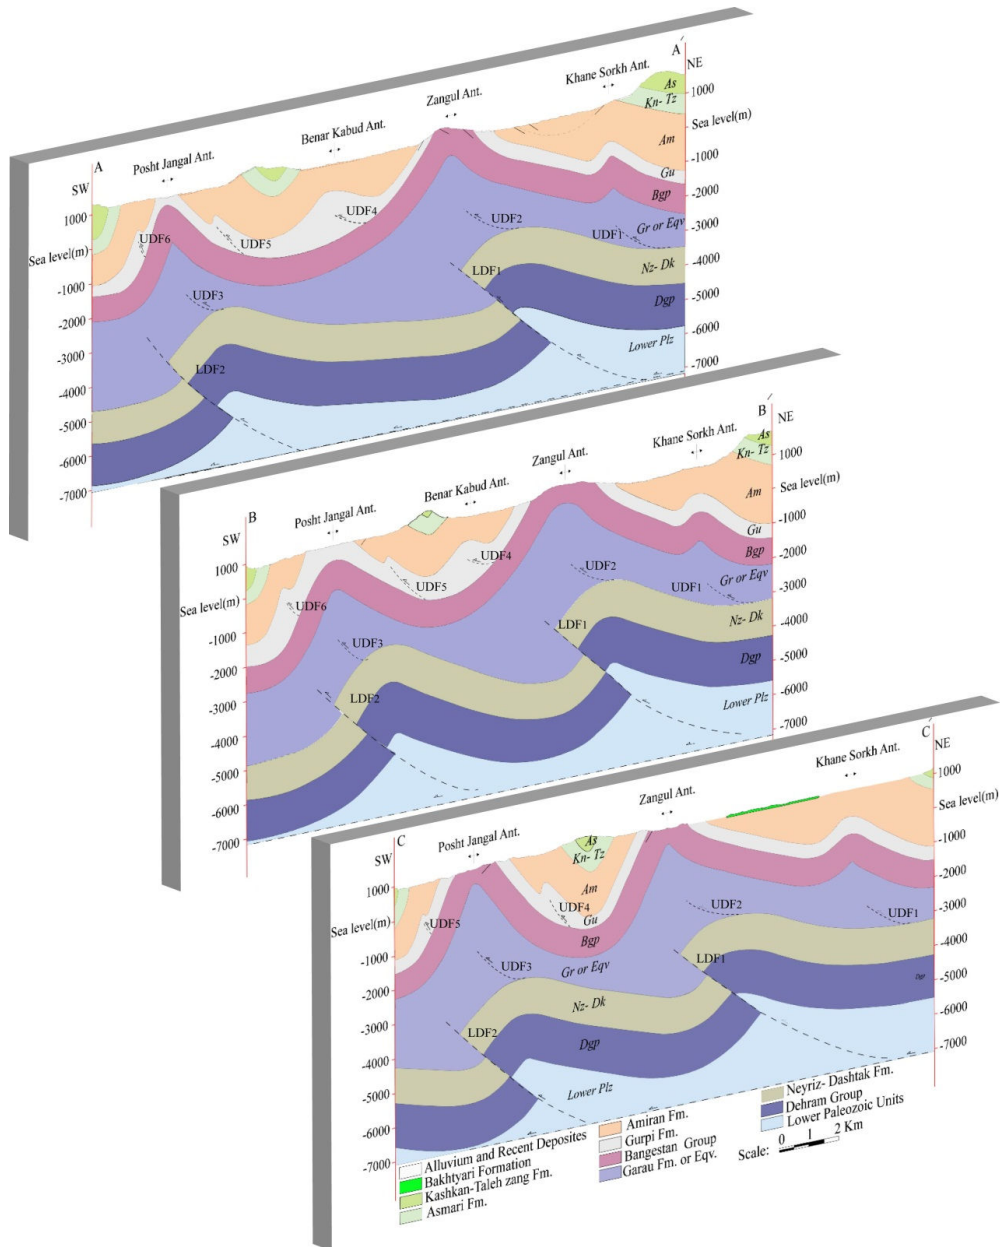 A
NE
Khane Sorkh Ant.
Zangul Ant.
Benar Kabud Ant.
Posht Jangal Ant.
A
SW
As
Kn- Tz
Am
Gu
Bgp
Gr or Eqv
Nz- Dk
Dgp
Lower Plz
1000
Sea level(m)
-1000
-2000
-3000
-4000
-5000
-6000
-7000
1000
Sea level(m)
-1000
-2000
-3000
-4000
-5000
-6000
-7000
UDF6
UDF5
UDF4
UDF2
UDF1
UDF3
LDF1
LDF2
B
NE
Khane Sorkh Ant.
Zangul Ant.
Benar Kabud Ant.
Posht Jangal Ant.
B
SW
As
Kn- Tz
Am
Gu
Bgp
Gr or Eqv
Nz- Dk
Dgp
Lower Plz
1000
Sea level(m)
-1000
-2000
-3000
-4000
-5000
-6000
-7000
1000
Sea level(m)
-1000
-2000
-3000
-4000
-5000
-6000
-7000
UDF6
UDF5
UDF4
UDF2
UDF1
UDF3
LDF1
LDF2
C
NE
Khane Sorkh Ant.
Zangul Ant.
Posht Jangal Ant.
C
SW
As
Kn- Tz
Am
Gu
Bgp
Gr or Eqv
Nz- Dk
Dgp
Lower Plz
1000
Sea level(m)
-1000
-2000
-3000
-4000
-5000
-6000
-7000
1000
Sea level(m)
-1000
-2000
-3000
-4000
-5000
-6000
-7000
UDF5
UDF4
UDF2
UDF1
UDF3
LDF1
LDF2
Alluvium and Recent Deposites
Bakhtyari Formation
Kashkan-Taleh zang Fm.
Asmari Fm.
Amiran Fm.
Gurpi Fm.
Bangestan Group
Garau Fm. or Eqv.
Neyriz- Dashtak Fm.
Dehram Group
Lower Paleozoic Units
Scale:
0 1 2 Km